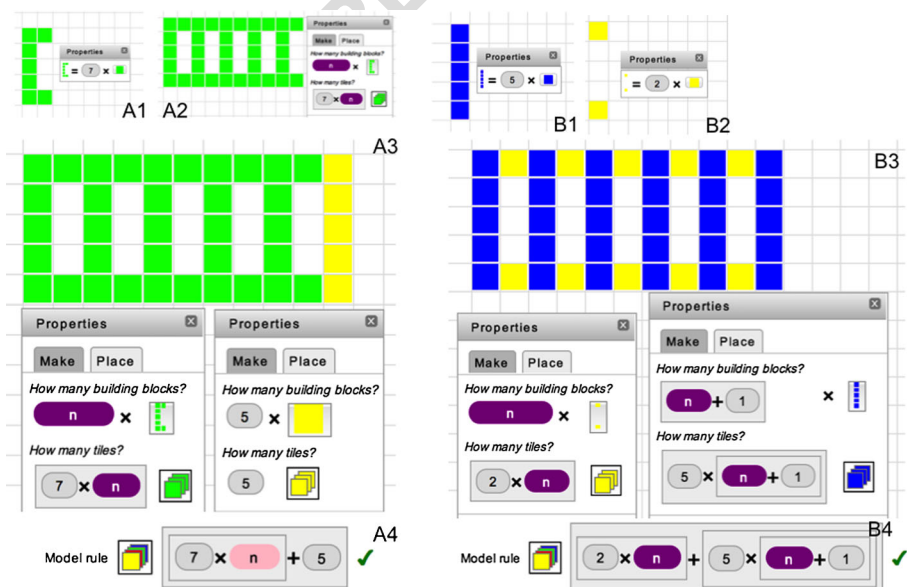 Properties
= 7 ×
A1
A2
Properties
Make Place
How many building blocks?
n ×
How many tiles?
7 × n
Properties
= 5 ×
B1
Properties
= 2 ×
B2
A3
B3
Properties
Make Place
How many building blocks?
n ×
How many tiles?
7 × n
Properties
Make Place
How many building blocks?
5 ×
How many tiles?
5
Properties
Make Place
How many building blocks?
n ×
How many tiles?
2 × n
Properties
Make Place
How many building blocks?
n + 1 ×
How many tiles?
5 × n + 1
A4
Model rule 7 × n + 5 ✓
B4
Model rule 2 × n + 5 × n + 1 ✓